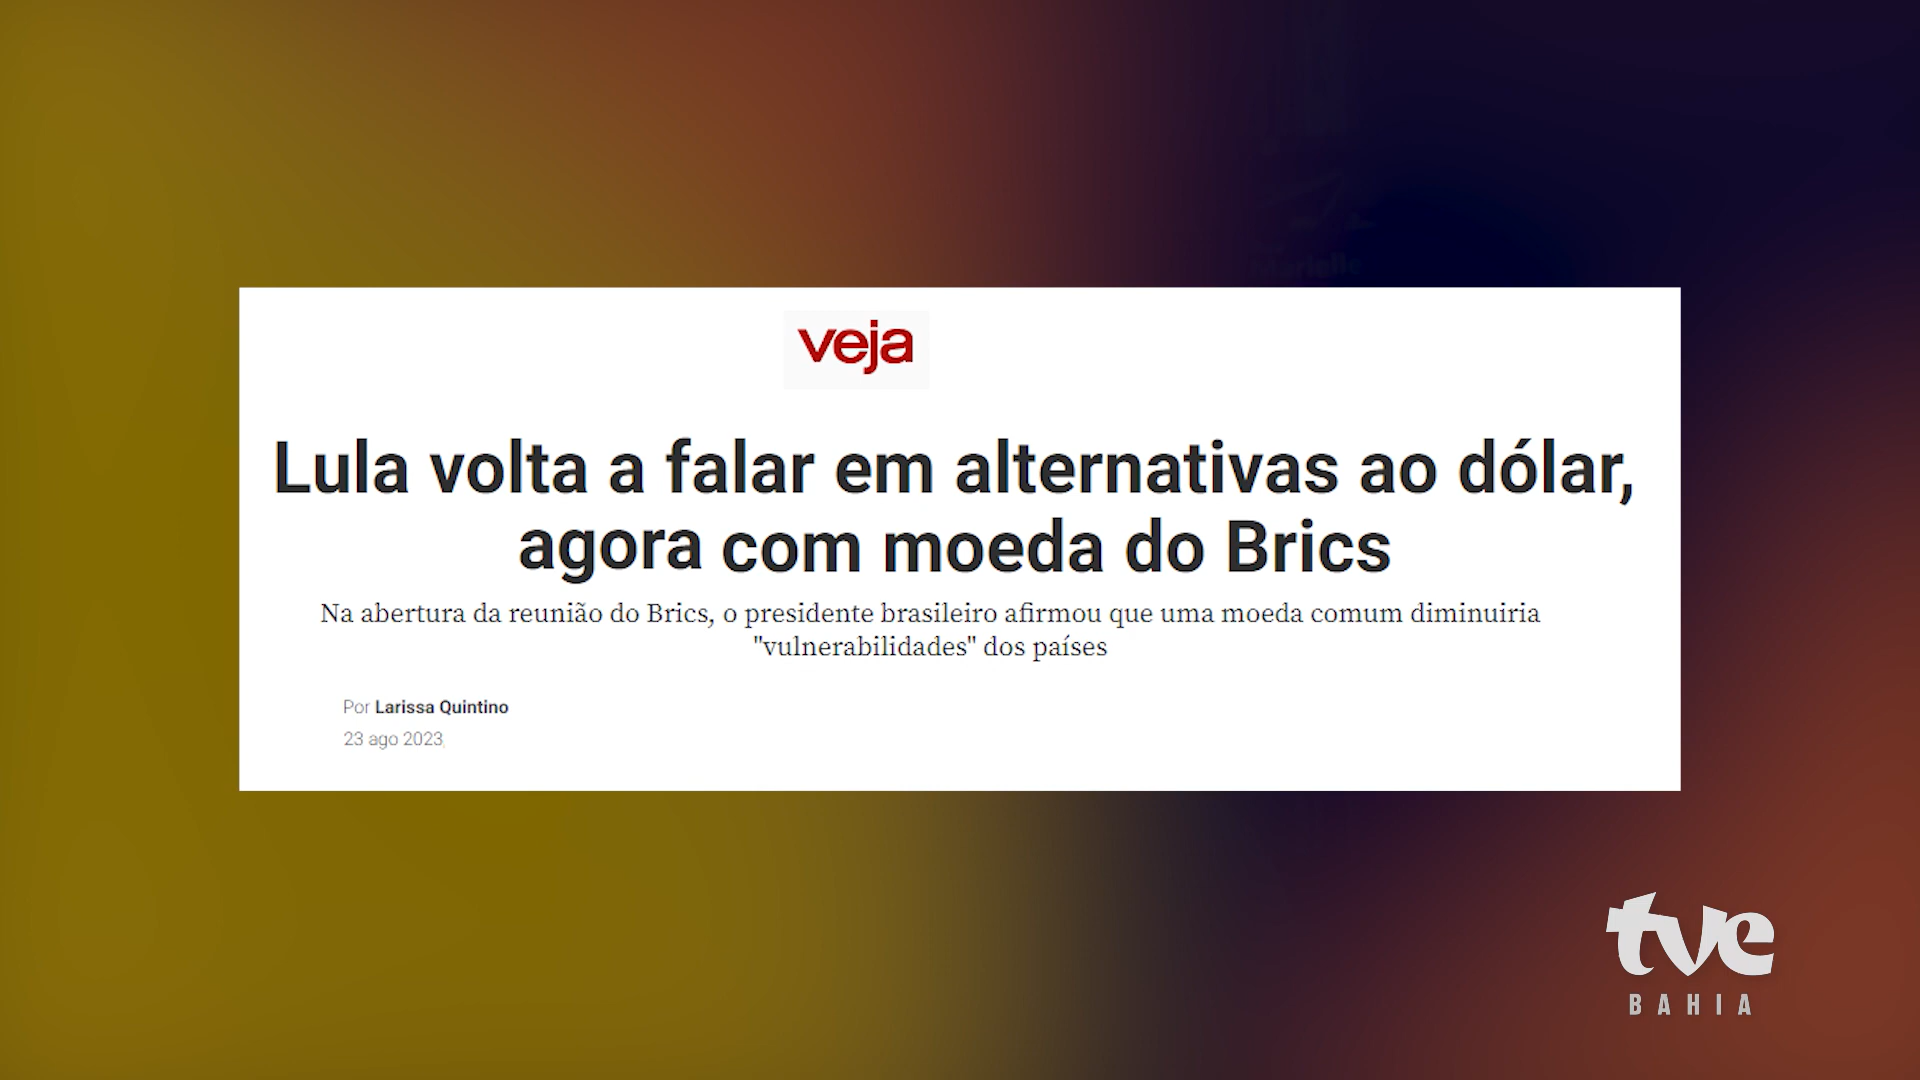 veja
Lula volta a falar em alternativas ao dólar,
agora com moeda do Brics
Na abertura da reunião do Brics, o presidente brasileiro afirmou que uma moeda comum diminuiria
"vulnerabilidades" dos países
Por Larissa Quintino
23 ago 2023,
tve
BAHIA